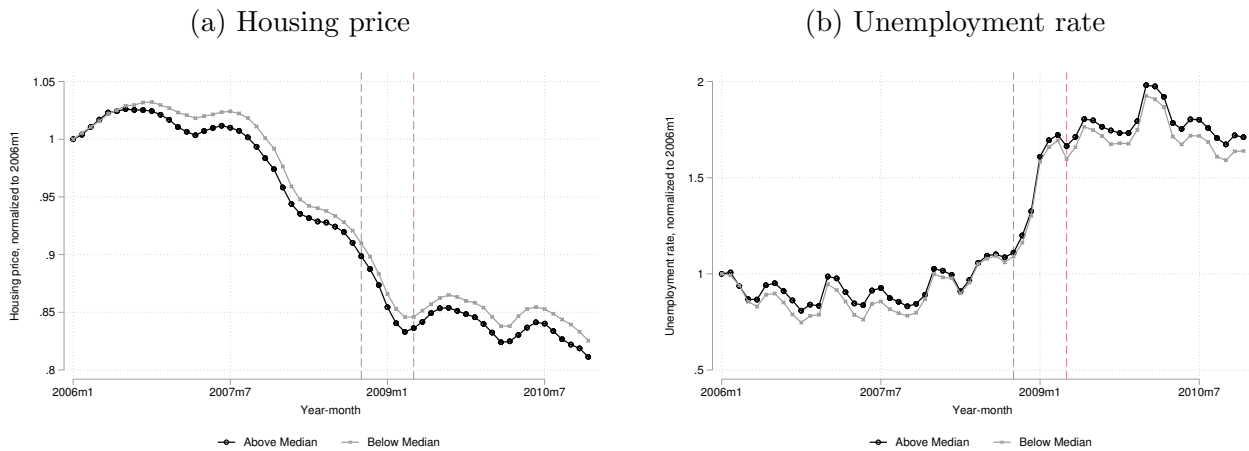 (a) Housing price
Housing price, normalized to 2006m1
1.05
1
.95
.9
.85
.8
2006m1 2007m7 2009m1 2010m7
Year-month
Above Median Below Median
(b) Unemployment rate
Unemployment rate, normalized to 2006m1
2
1.5
1
.5
2006m1 2007m7 2009m1 2010m7
Year-month
Above Median Below Median